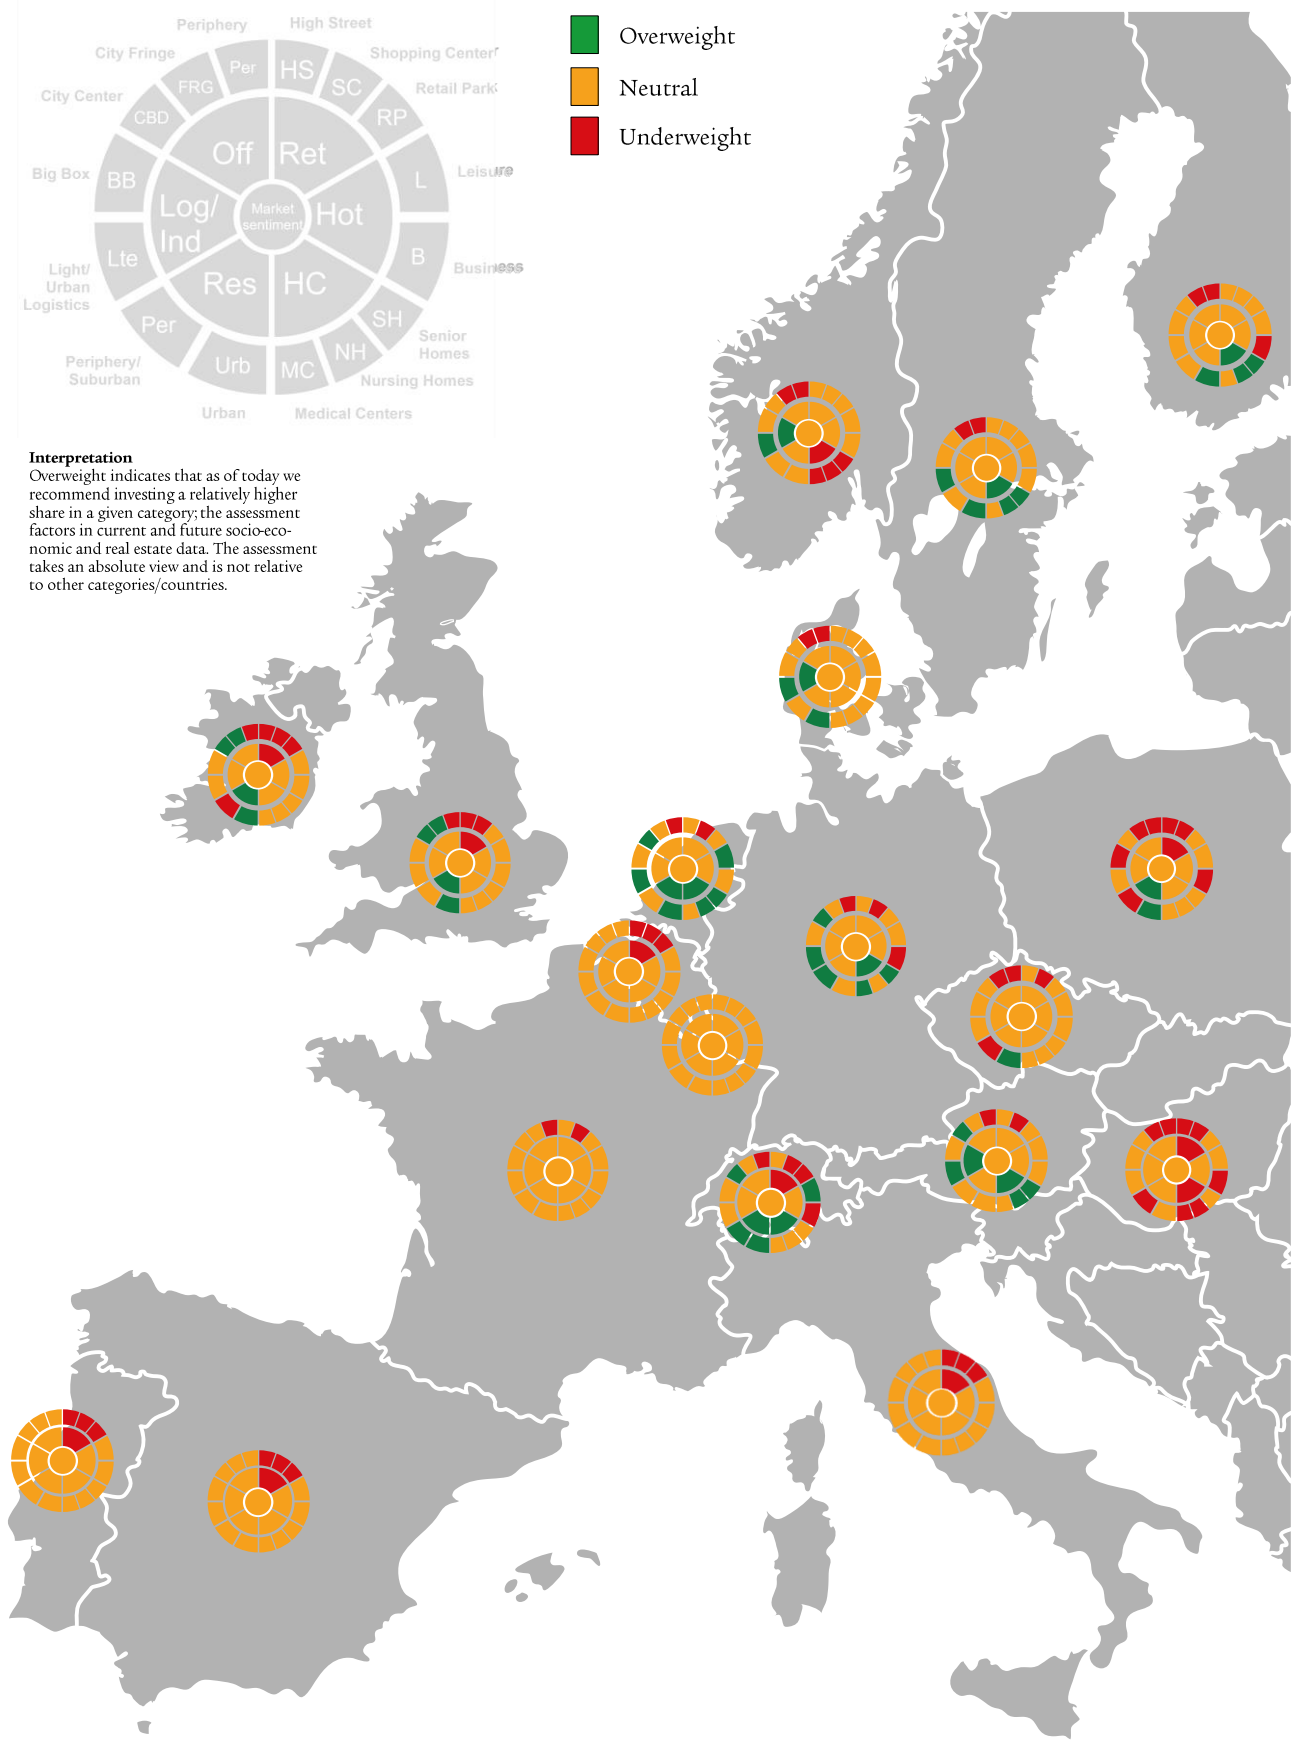 Periphery
High Street
City Fringe
Shopping Center
City Center
Retail Park
Big Box
Leisure
Light/
Urban
Logistics
Business
Periphery/
Suburban
Senior
Homes
Nursing Homes
Urban
Medical Centers
Per
HS
FRG
SC
CBD
RP
BB
L
Lte
B
Per
SH
Urb
NH
MC
Off
Ret
Log/
Ind
Hot
Res
HC
Market
sentiment
Overweight
Neutral
Underweight
Interpretation
Overweight indicates that as of today we
recommend investing a relatively higher
share in a given category; the assessment
factors in current and future socio-eco-
nomic and real estate data. The assessment
takes an absolute view and is not relative
to other categories/countries.